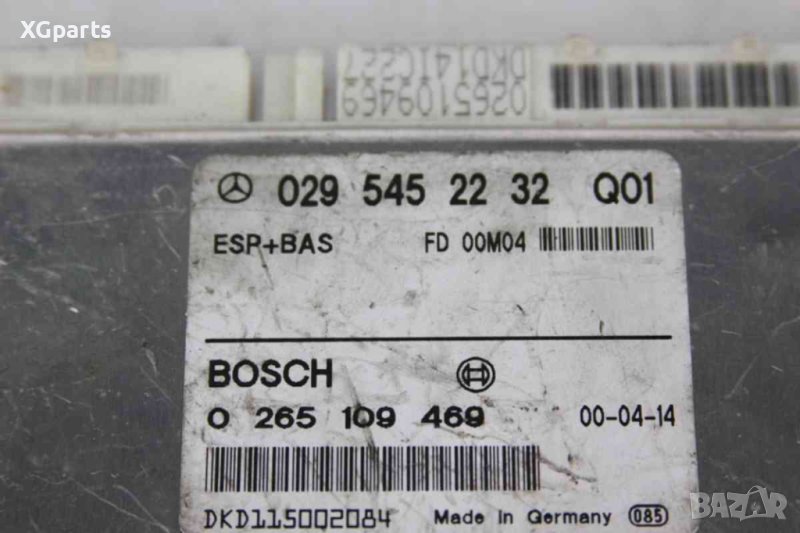 XGparts
DKD141C227
0265109469
029 545 22 32 Q01
ESP+BAS FD 00M04
BOSCH
0 265 109 469 00-04-14
DKD115002084 Made in Germany 085
BAZAR